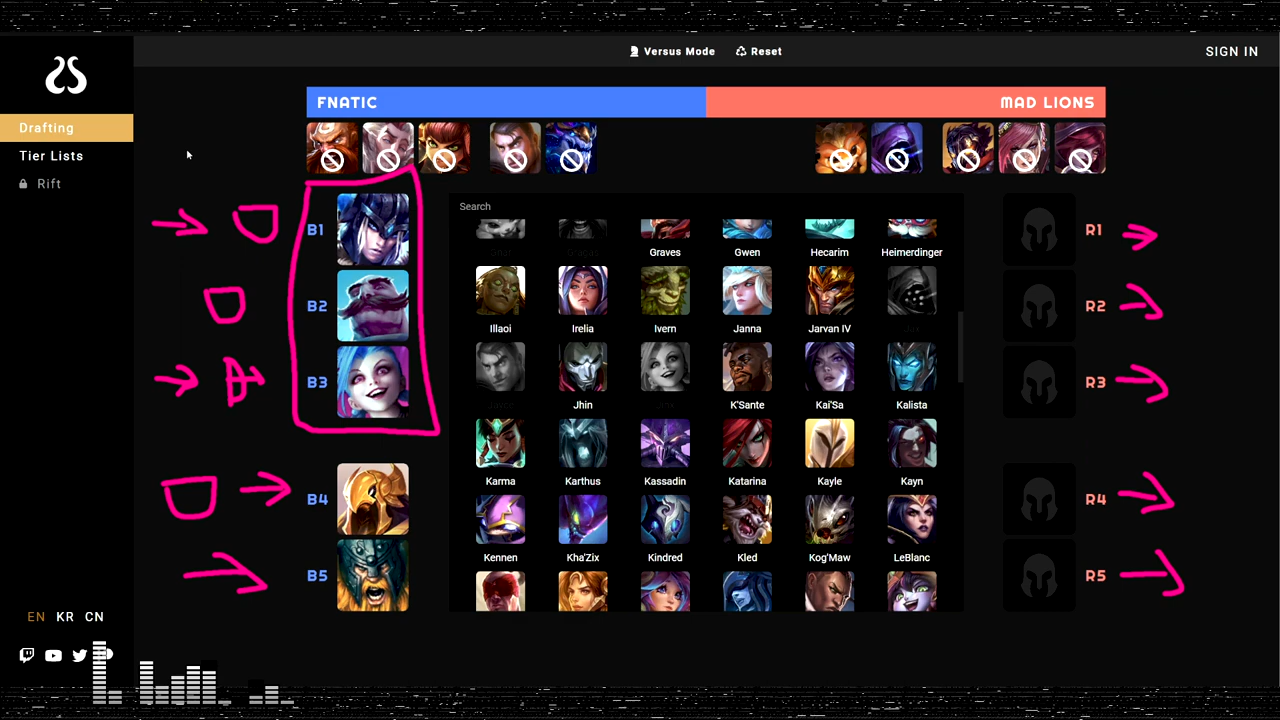 Versus Mode Reset SIGN IN
FNATIC MAD LIONS
Drafting
Tier Lists
Rift
Search
B1 R1
Graves Gwen Hecarim Heimerdinger
B2 R2
Illaoi Irelia Ivern Janna Jarvan IV
B3 R3
Jhin K'Sante Kai'Sa Kalista
Karma Karthus Kassadin Katarina Kayle Kayn
B4 R4
Kennen Kha'Zix Kindred Kled Kog'Maw LeBlanc
B5 R5
EN KR CN